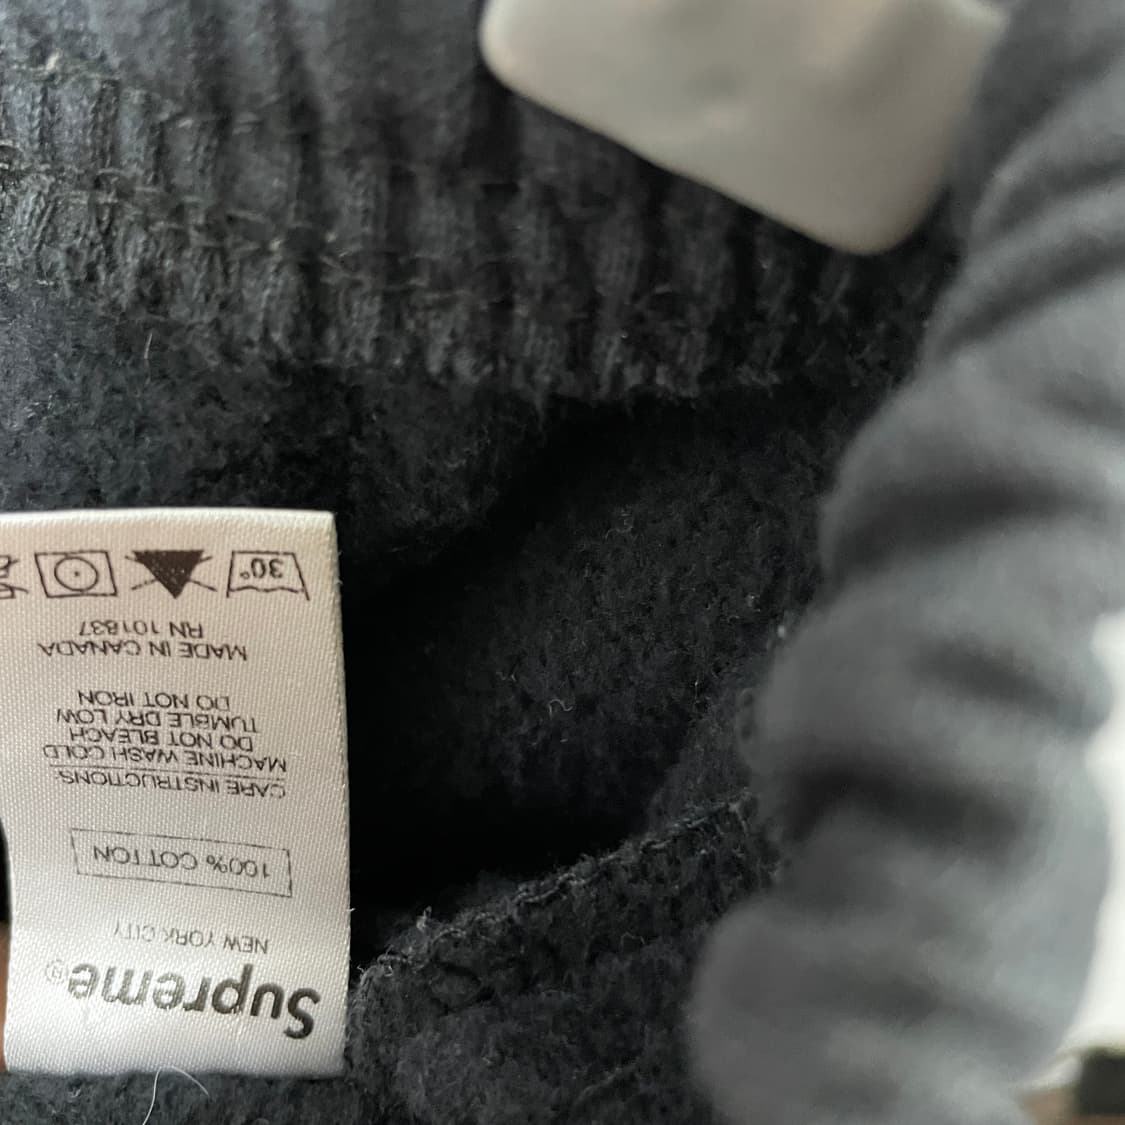 Supreme®
NEW YORK CITY
100% COTTON
CARE INSTRUCTIONS:
MACHINE WASH COLD
DO NOT BLEACH
TUMBLE DRY LOW
DO NOT IRON
MADE IN CANADA
RN 101837
30°